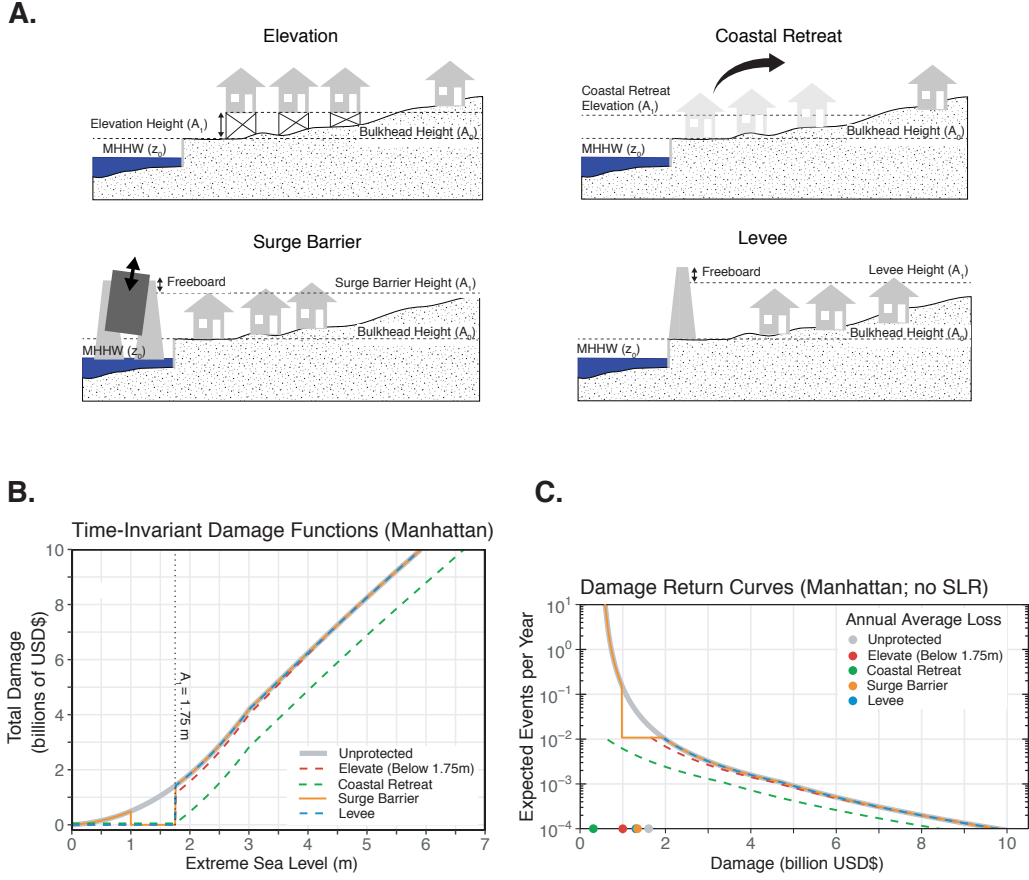 A.
Elevation
Elevation Height (A1)
Bulkhead Height (A0)
MHHW (z0)
Coastal Retreat
Coastal Retreat
Elevation (A1)
Bulkhead Height (A0)
MHHW (z0)
Surge Barrier
Freeboard
Surge Barrier Height (A1)
Bulkhead Height (A0)
MHHW (z0)
Levee
Freeboard
Levee Height (A1)
Bulkhead Height (A0)
MHHW (z0)
B.
Time-Invariant Damage Functions (Manhattan)
Total Damage
(billions of USD$)
10
8
6
4
2
0
A1 = 1.75 m
Unprotected
Elevate (Below 1.75m)
Coastal Retreat
Surge Barrier
Levee
0 1 2 3 4 5 6 7
Extreme Sea Level (m)
C.
Damage Return Curves (Manhattan; no SLR)
Expected Events per Year
10^1
10^0
10^−1
10^−2
10^−3
10^−4
Annual Average Loss
Unprotected
Elevate (Below 1.75m)
Coastal Retreat
Surge Barrier
Levee
0 2 4 6 8 10
Damage (billion USD$)